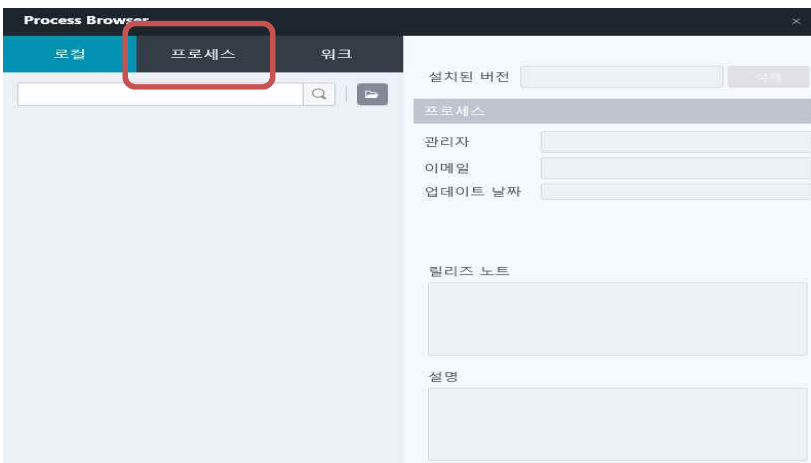 Process Browser
로컬 프로세스 워크
설치된 버전 삭제
프로세스
관리자
이메일
업데이트 날짜
릴리즈 노트
설명